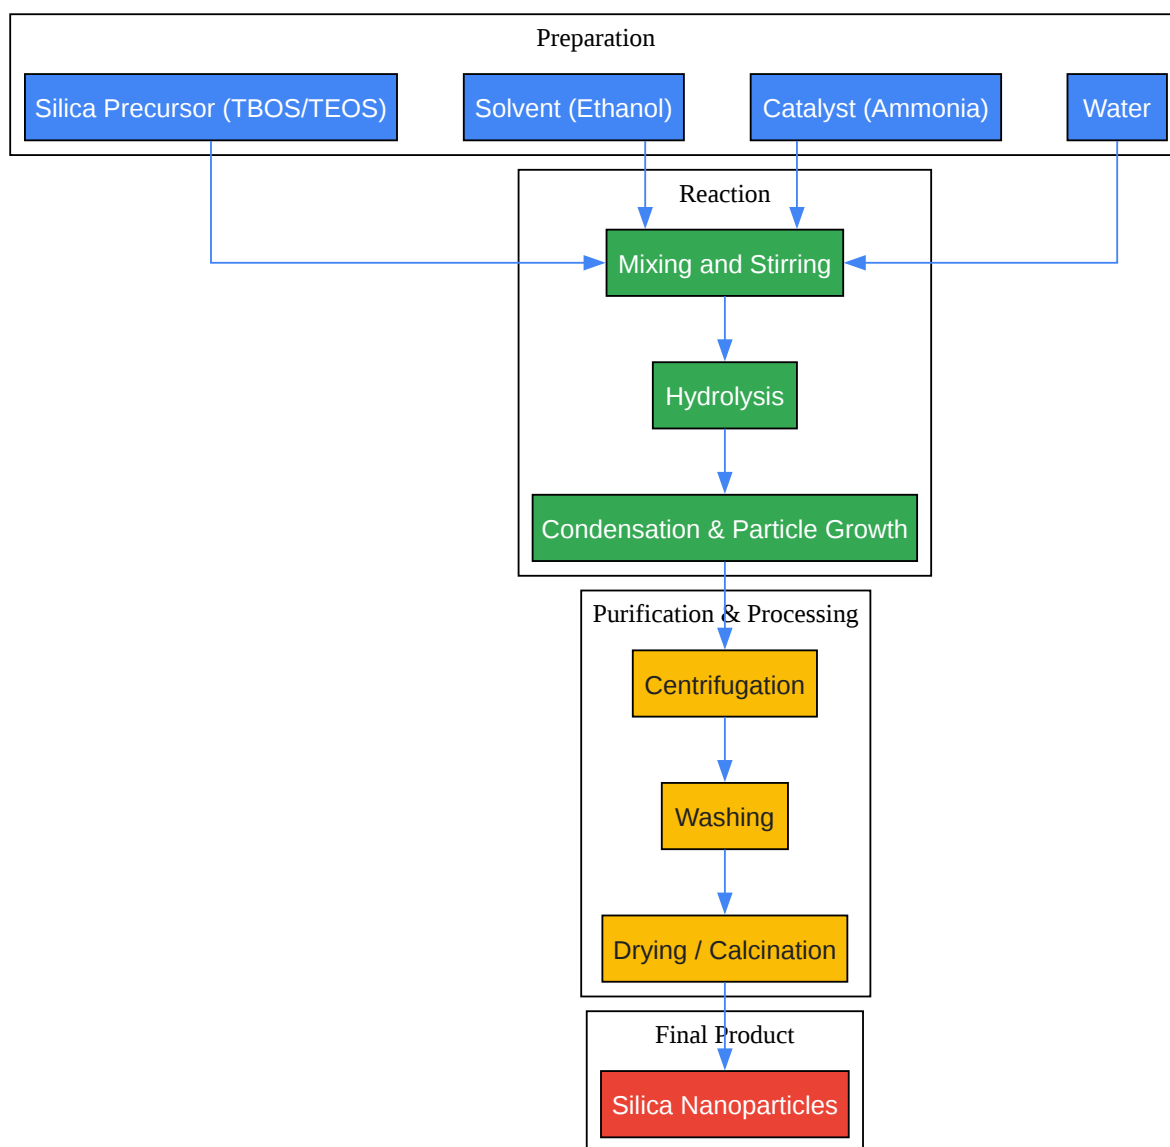 Preparation
Silica Precursor (TBOS/TEOS)
Solvent (Ethanol)
Catalyst (Ammonia)
Water
Reaction
Mixing and Stirring
Hydrolysis
Condensation & Particle Growth
Purification & Processing
Centrifugation
Washing
Drying / Calcination
Final Product
Silica Nanoparticles